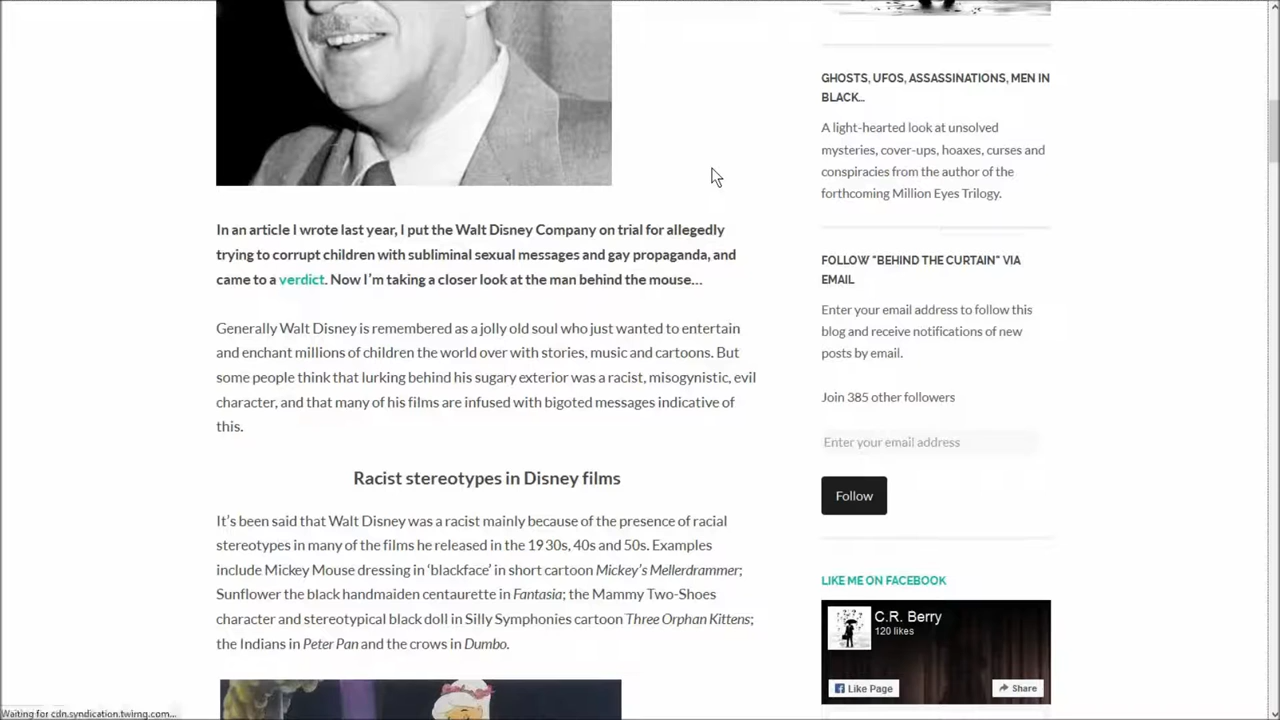 In an article I wrote last year, I put the Walt Disney Company on trial for allegedly
trying to corrupt children with subliminal sexual messages and gay propaganda, and
came to a verdict. Now I'm taking a closer look at the man behind the mouse…
Generally Walt Disney is remembered as a jolly old soul who just wanted to entertain
and enchant millions of children the world over with stories, music and cartoons. But
some people think that lurking behind his sugary exterior was a racist, misogynistic, evil
character, and that many of his films are infused with bigoted messages indicative of
this.
Racist stereotypes in Disney films
It's been said that Walt Disney was a racist mainly because of the presence of racial
stereotypes in many of the films he released in the 1930s, 40s and 50s. Examples
include Mickey Mouse dressing in 'blackface' in short cartoon Mickey's Mellerdrammer;
Sunflower the black handmaiden centaurette in Fantasia; the Mammy Two-Shoes
character and stereotypical black doll in Silly Symphonies cartoon Three Orphan Kittens;
the Indians in Peter Pan and the crows in Dumbo.
GHOSTS, UFOS, ASSASSINATIONS, MEN IN
BLACK…
A light-hearted look at unsolved
mysteries, cover-ups, hoaxes, curses and
conspiracies from the author of the
forthcoming Million Eyes Trilogy.
FOLLOW "BEHIND THE CURTAIN" VIA
EMAIL
Enter your email address to follow this
blog and receive notifications of new
posts by email.
Join 385 other followers
Enter your email address
Follow
LIKE ME ON FACEBOOK
C.R. Berry
120 likes
Like Page
Share
Waiting for cdn.syndication.twimg.com...